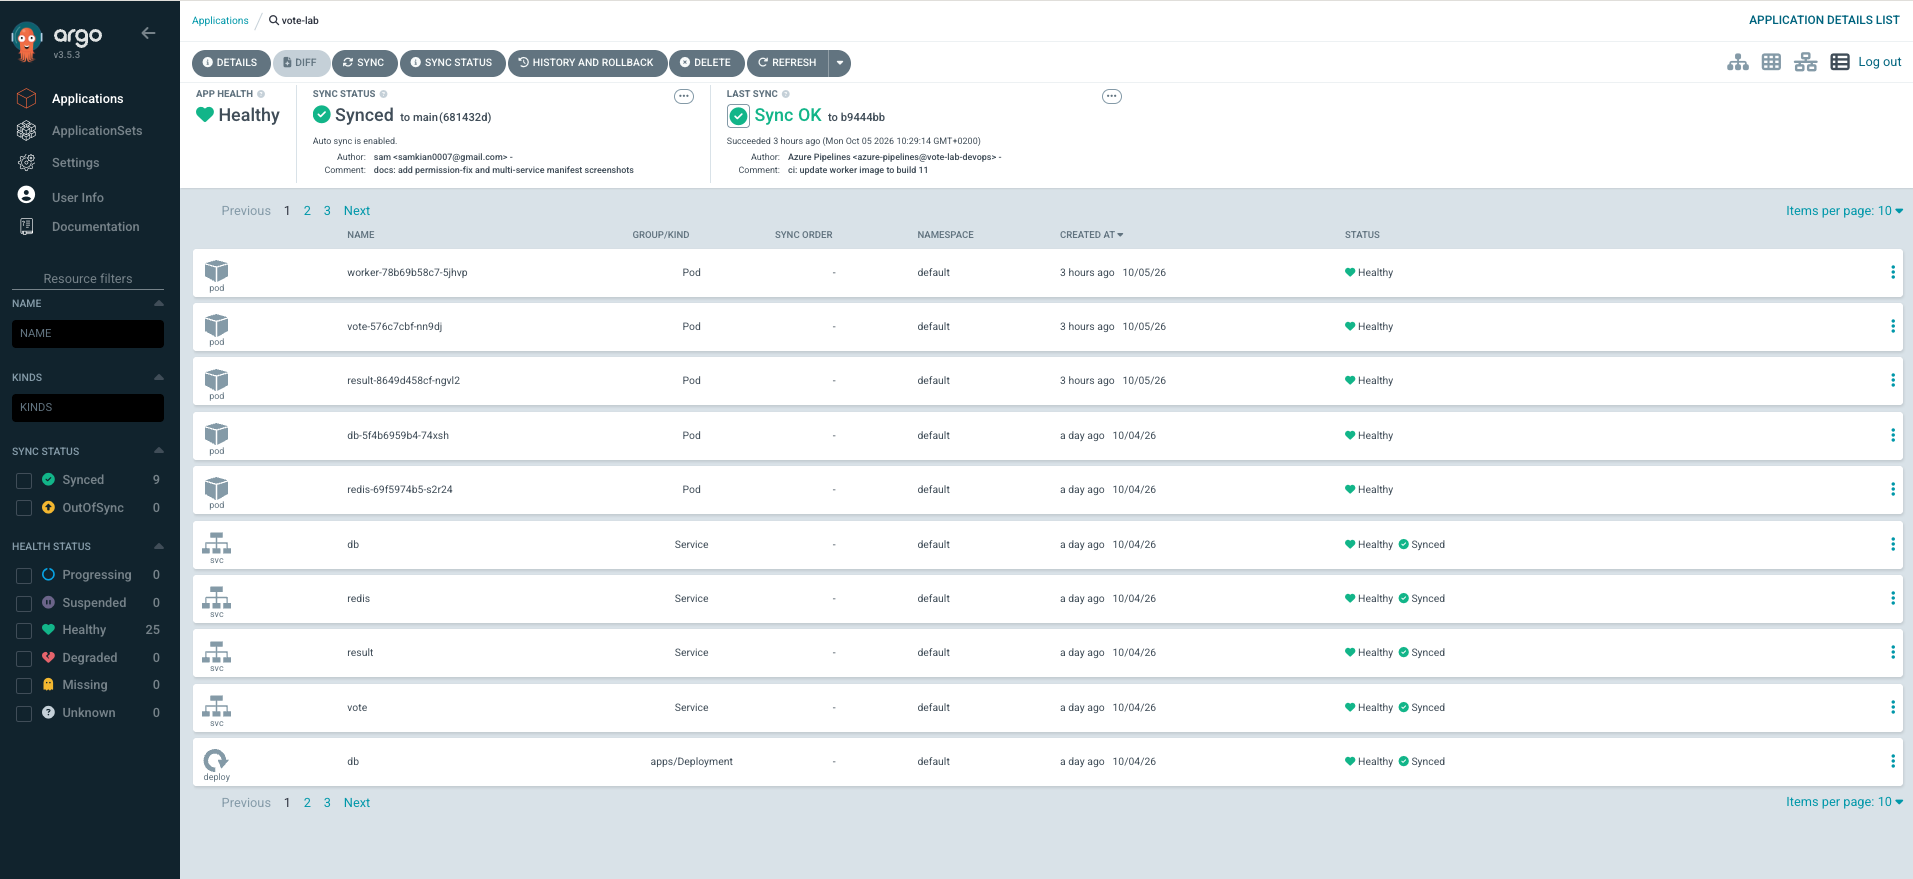 argo
v3.5.3
Applications
ApplicationSets
Settings
User Info
Documentation
Resource filters
NAME
NAME
KINDS
KINDS
SYNC STATUS
Synced 9
OutOfSync 0
HEALTH STATUS
Progressing 0
Suspended 0
Healthy 25
Degraded 0
Missing 0
Unknown 0
Applications / vote-lab
APPLICATION DETAILS LIST
DETAILS DIFF SYNC SYNC STATUS HISTORY AND ROLLBACK DELETE REFRESH
Log out
APP HEALTH
Healthy
SYNC STATUS
Synced to main(681432d)
Auto sync is enabled.
Author: sam <samkian0007@gmail.com> -
Comment: docs: add permission-fix and multi-service manifest screenshots
LAST SYNC
Sync OK to b9444bb
Succeeded 3 hours ago (Mon Oct 05 2026 10:29:14 GMT+0200)
Author: Azure Pipelines <azure-pipelines@vote-lab-devops> -
Comment: ci: update worker image to build 11
Previous 1 2 3 Next Items per page: 10
NAME GROUP/KIND SYNC ORDER NAMESPACE CREATED AT STATUS
pod worker-78b69b58c7-5jhvp Pod - default 3 hours ago 10/05/26 Healthy
pod vote-576c7cbf-nn9dj Pod - default 3 hours ago 10/05/26 Healthy
pod result-8649d458cf-ngvl2 Pod - default 3 hours ago 10/05/26 Healthy
pod db-5f4b6959b4-74xsh Pod - default a day ago 10/04/26 Healthy
pod redis-69f5974b5-s2r24 Pod - default a day ago 10/04/26 Healthy
svc db Service - default a day ago 10/04/26 Healthy Synced
svc redis Service - default a day ago 10/04/26 Healthy Synced
svc result Service - default a day ago 10/04/26 Healthy Synced
svc vote Service - default a day ago 10/04/26 Healthy Synced
deploy db apps/Deployment - default a day ago 10/04/26 Healthy Synced
Previous 1 2 3 Next Items per page: 10